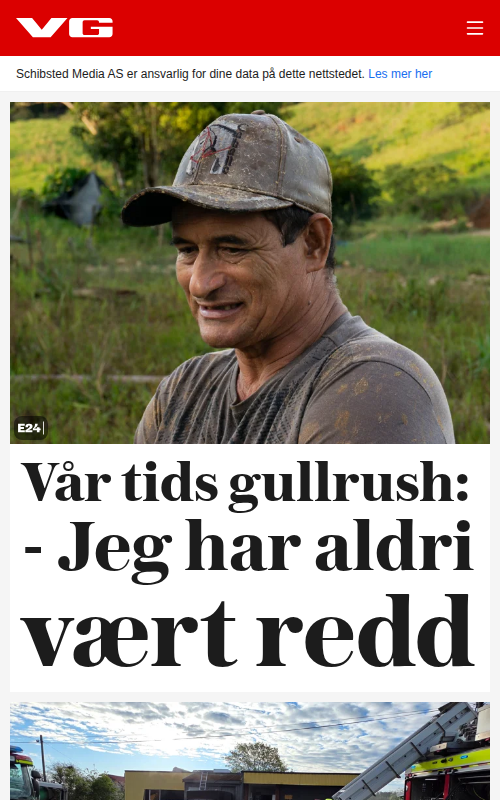 VG
Schibsted Media AS er ansvarlig for dine data på dette nettstedet. Les mer her
E24
Vår tids gullrush:
- Jeg har aldri
vært redd